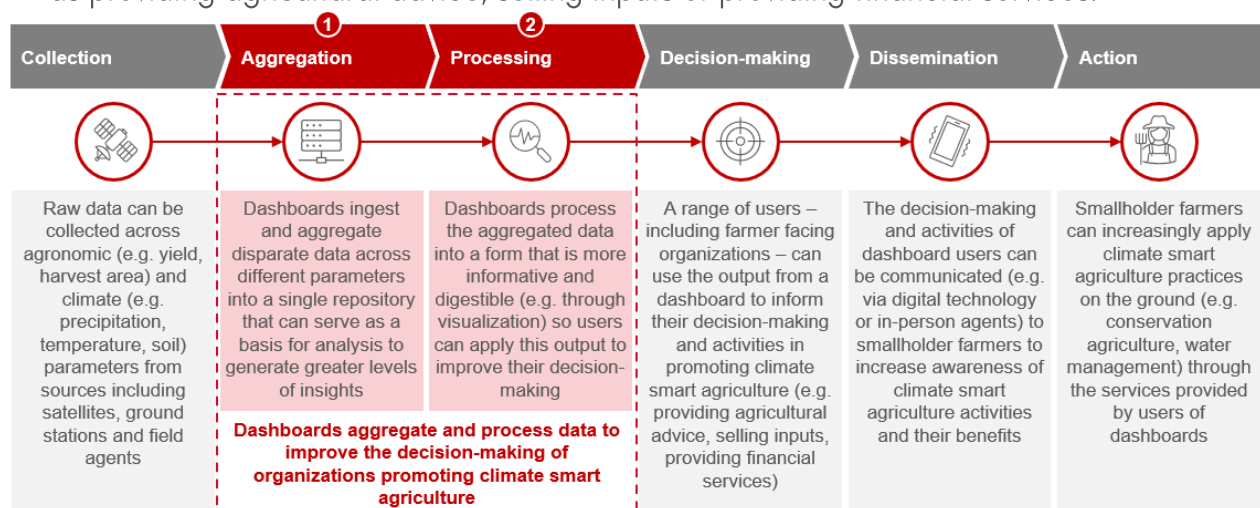 as providing agricultural advice, selling inputs or providing financial services.
1
2
Collection
Aggregation
Processing
Decision-making
Dissemination
Action
Raw data can be
collected across
agronomic (e.g. yield,
harvest area) and
climate (e.g.
precipitation,
temperature, soil)
parameters from
sources including
satellites, ground
stations and field
agents
Dashboards ingest
and aggregate
disparate data across
different parameters
into a single repository
that can serve as a
basis for analysis to
generate greater levels
of insights
Dashboards process
the aggregated data
into a form that is more
informative and
digestible (e.g. through
visualization) so users
can apply this output to
improve their decision-
making
Dashboards aggregate and process data to
improve the decision-making of
organizations promoting climate smart
agriculture
A range of users –
including farmer facing
organizations – can
use the output from a
dashboard to inform
their decision-making
and activities in
promoting climate
smart agriculture (e.g.
providing agricultural
advice, selling inputs,
providing financial
services)
The decision-making
and activities of
dashboard users can
be communicated (e.g.
via digital technology
or in-person agents) to
smallholder farmers to
increase awareness of
climate smart
agriculture activities
and their benefits
Smallholder farmers
can increasingly apply
climate smart
agriculture practices
on the ground (e.g.
conservation
agriculture, water
management) through
the services provided
by users of
dashboards